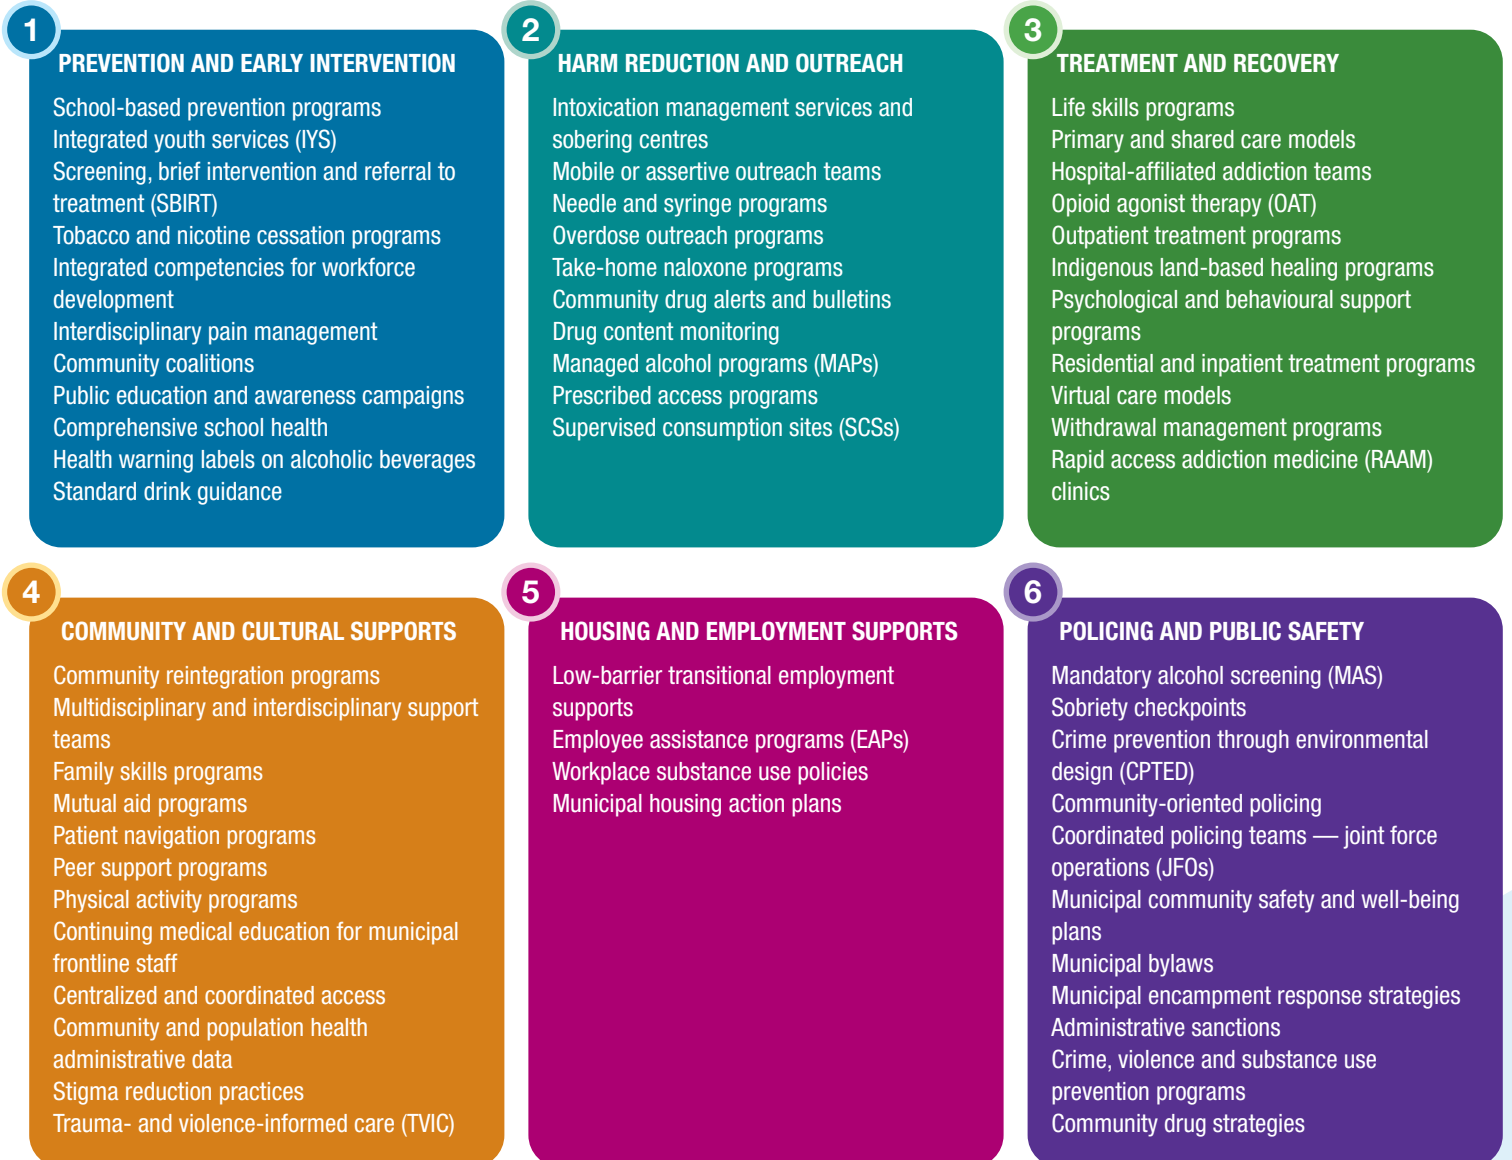 1
PREVENTION AND EARLY INTERVENTION
School-based prevention programs
Integrated youth services (IYS)
Screening, brief intervention and referral to
treatment (SBIRT)
Tobacco and nicotine cessation programs
Integrated competencies for workforce
development
Interdisciplinary pain management
Community coalitions
Public education and awareness campaigns
Comprehensive school health
Health warning labels on alcoholic beverages
Standard drink guidance
2
HARM REDUCTION AND OUTREACH
Intoxication management services and
sobering centres
Mobile or assertive outreach teams
Needle and syringe programs
Overdose outreach programs
Take-home naloxone programs
Community drug alerts and bulletins
Drug content monitoring
Managed alcohol programs (MAPs)
Prescribed access programs
Supervised consumption sites (SCSs)
3
TREATMENT AND RECOVERY
Life skills programs
Primary and shared care models
Hospital-affiliated addiction teams
Opioid agonist therapy (OAT)
Outpatient treatment programs
Indigenous land-based healing programs
Psychological and behavioural support
programs
Residential and inpatient treatment programs
Virtual care models
Withdrawal management programs
Rapid access addiction medicine (RAAM)
clinics
4
COMMUNITY AND CULTURAL SUPPORTS
Community reintegration programs
Multidisciplinary and interdisciplinary support
teams
Family skills programs
Mutual aid programs
Patient navigation programs
Peer support programs
Physical activity programs
Continuing medical education for municipal
frontline staff
Centralized and coordinated access
Community and population health
administrative data
Stigma reduction practices
Trauma- and violence-informed care (TVIC)
5
HOUSING AND EMPLOYMENT SUPPORTS
Low-barrier transitional employment
supports
Employee assistance programs (EAPs)
Workplace substance use policies
Municipal housing action plans
6
POLICING AND PUBLIC SAFETY
Mandatory alcohol screening (MAS)
Sobriety checkpoints
Crime prevention through environmental
design (CPTED)
Community-oriented policing
Coordinated policing teams — joint force
operations (JFOs)
Municipal community safety and well-being
plans
Municipal bylaws
Municipal encampment response strategies
Administrative sanctions
Crime, violence and substance use
prevention programs
Community drug strategies